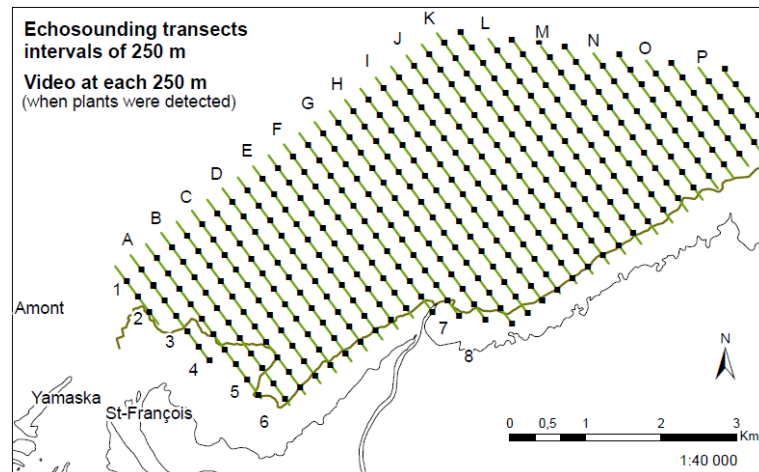 Echosounding transects
intervals of 250 m
Video at each 250 m
(when plants were detected)
A
B
C
D
E
F
G
H
I
J
K
L
M
N
O
P
1
2
3
4
5
6
7
8
Amont
Yamaska
St-François
N
0 0,5 1 2 3
Km
1:40 000